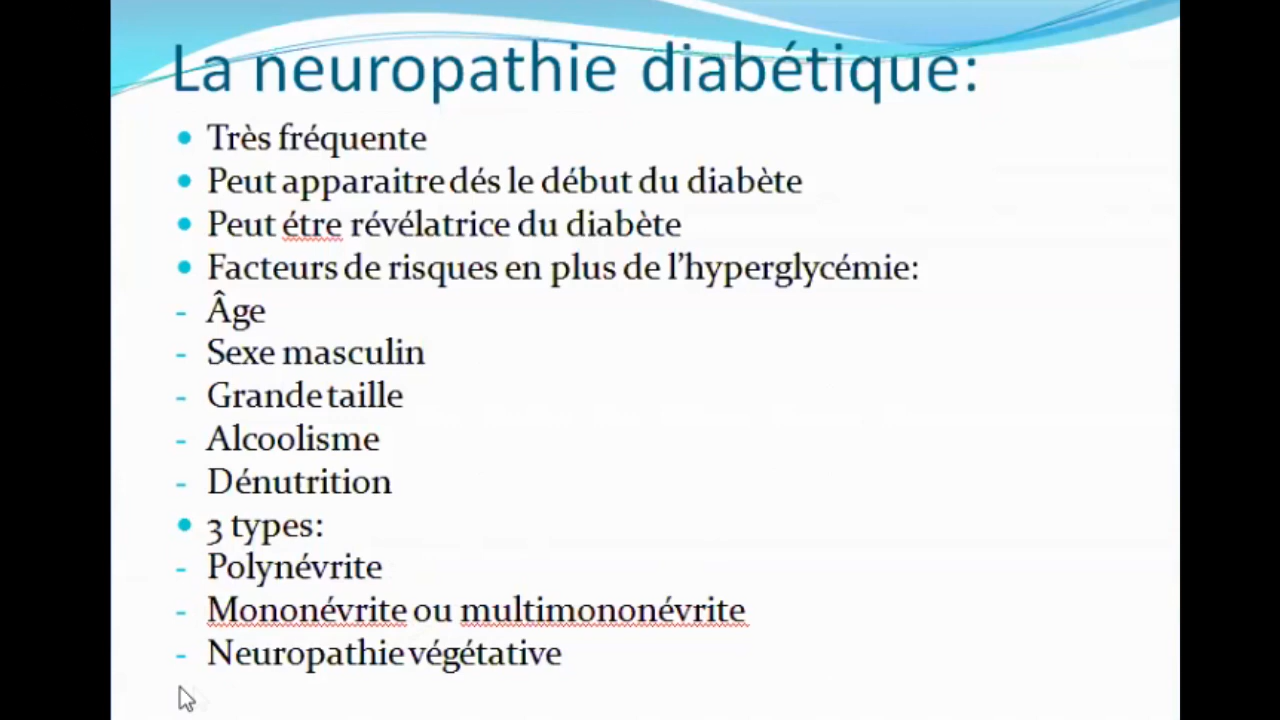 La neuropathie diabétique:
• Très fréquente
• Peut apparaitre dés le début du diabète
• Peut étre révélatrice du diabète
• Facteurs de risques en plus de l’hyperglycémie:
- Âge
- Sexe masculin
- Grande taille
- Alcoolisme
- Dénutrition
• 3 types:
- Polynévrite
- Mononévrite ou multimononévrite
- Neuropathie végétative